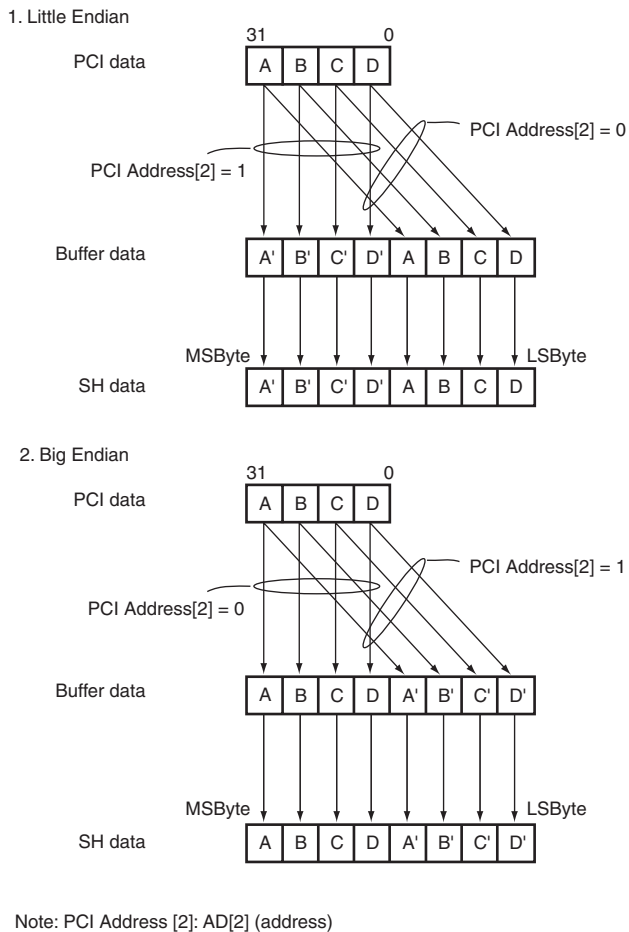 1. Little Endian
31 0
PCI data A B C D
PCI Address[2] = 0
PCI Address[2] = 1
Buffer data A' B' C' D' A B C D
MSByte LSByte
SH data A' B' C' D' A B C D
2. Big Endian
31 0
PCI data A B C D
PCI Address[2] = 1
PCI Address[2] = 0
Buffer data A B C D A' B' C' D'
MSByte LSByte
SH data A B C D A' B' C' D'
Note: PCI Address [2]: AD[2] (address)